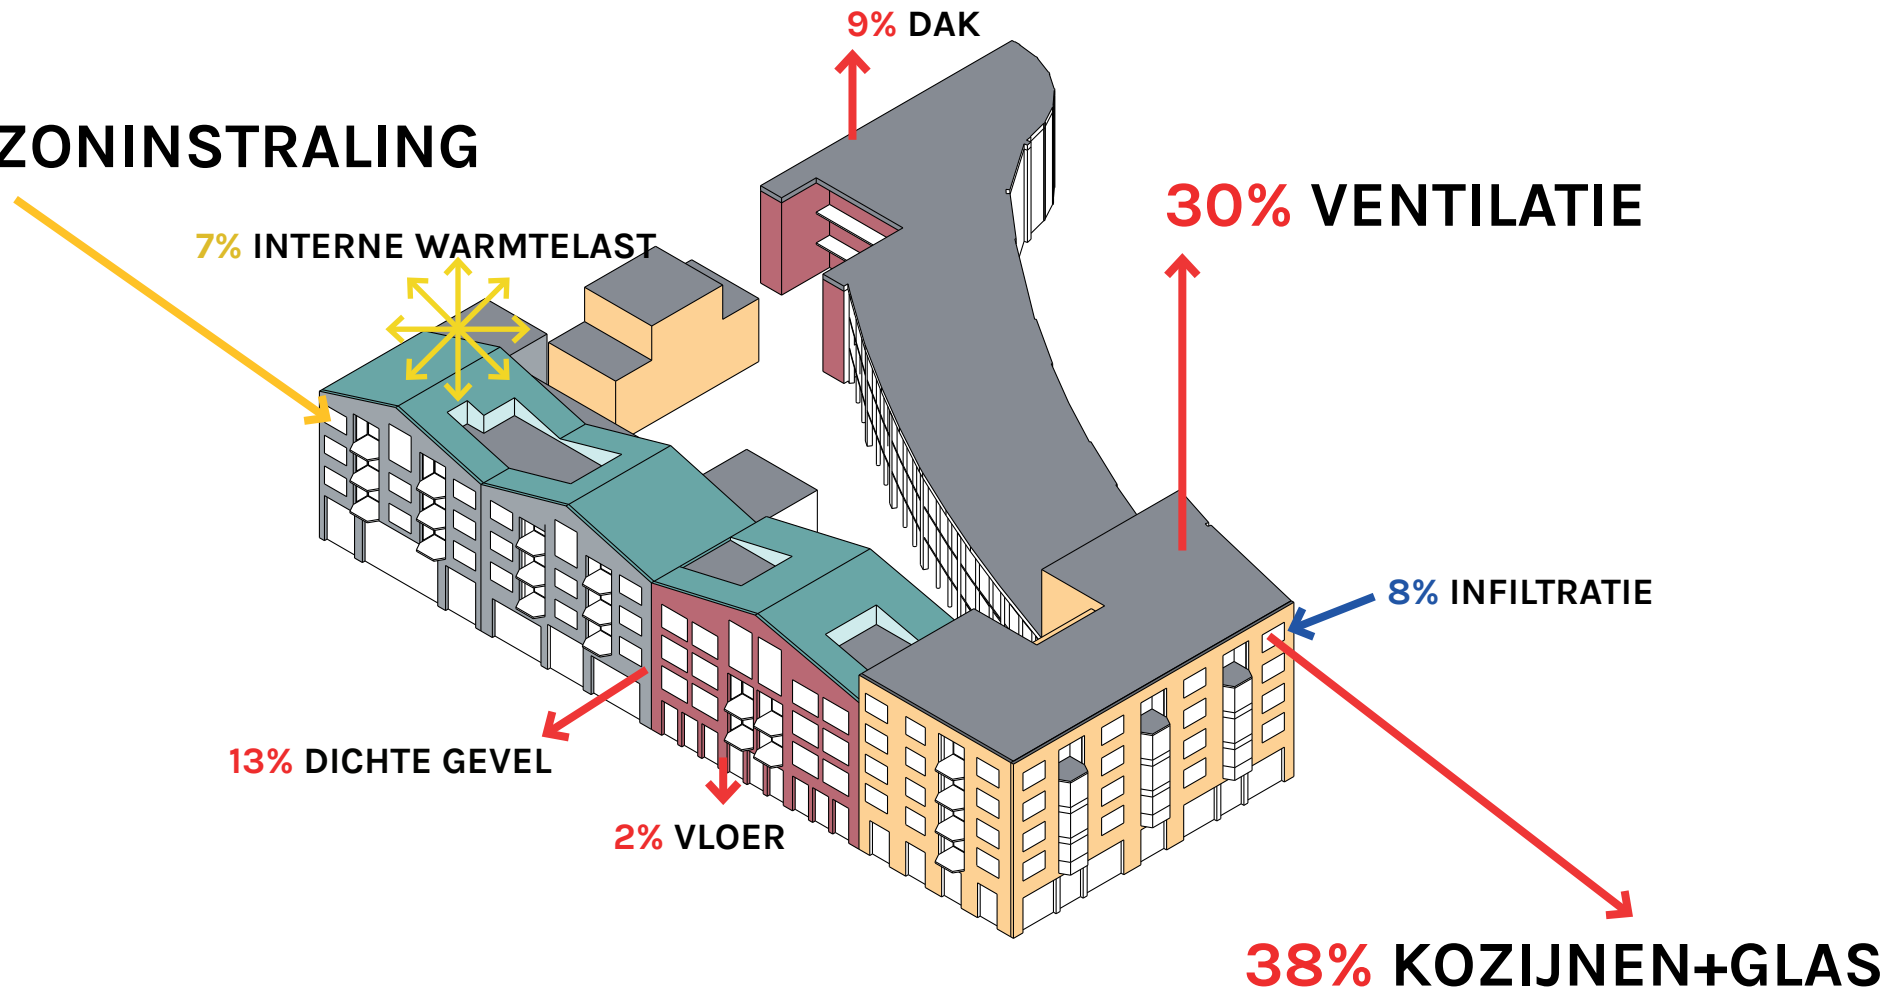 9% DAK
ZONINSTRALING
30% VENTILATIE
7% INTERNE WARMTELAST
8% INFILTRATIE
13% DICHTE GEVEL
2% VLOER
38% KOZIJNEN+GLAS